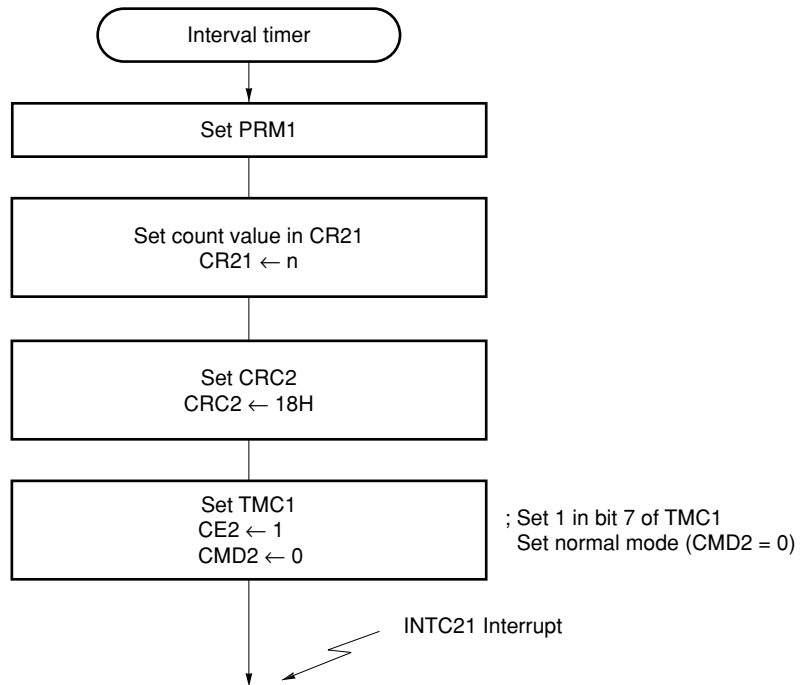 Interval timer
Set PRM1
Set count value in CR21
CR21 ← n
Set CRC2
CRC2 ← 18H
Set TMC1
CE2 ← 1
CMD2 ← 0
; Set 1 in bit 7 of TMC1
Set normal mode (CMD2 = 0)
INTC21 Interrupt